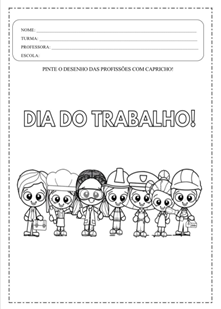 NOME:
TURMA:
PROFESSORA:
ESCOLA:
PINTE O DESENHO DAS PROFISSÕES COM CAPRICHO!
DIA DO TRABALHO!